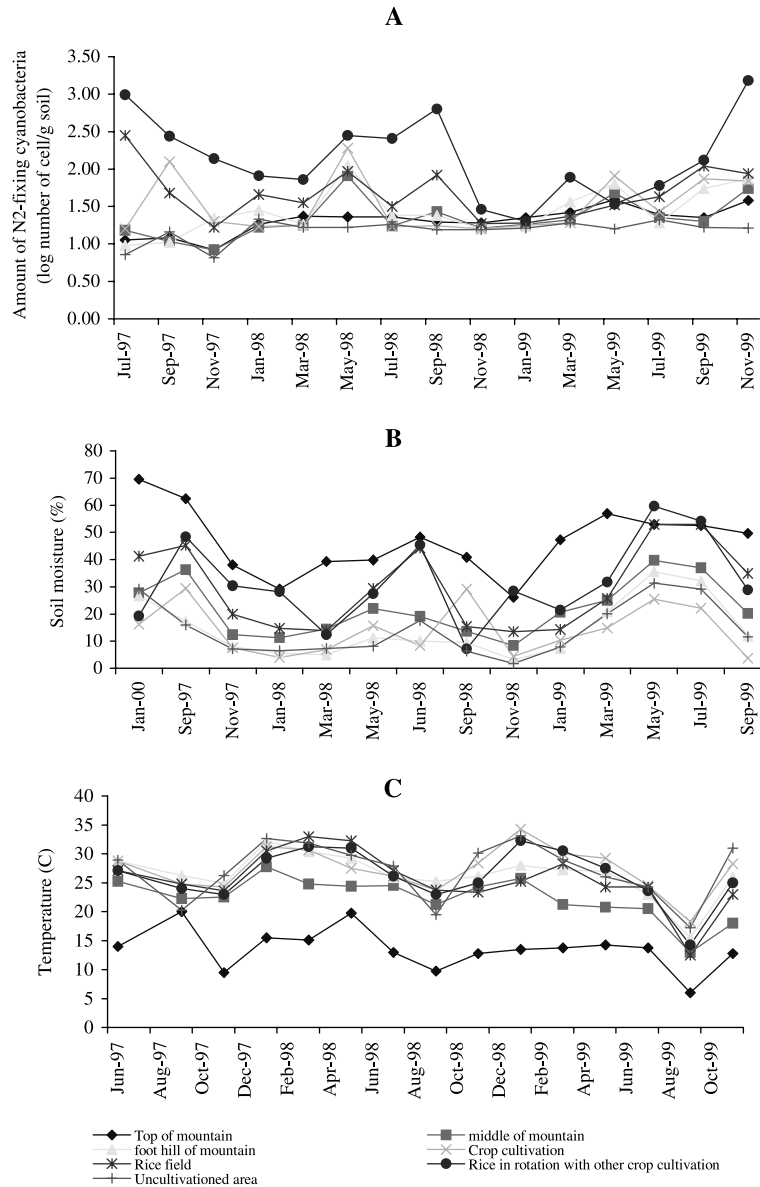 A
Amount of N2-fixing cyanobacteria
(log number of cell/g soil)
3.50
3.00
2.50
2.00
1.50
1.00
0.50
0.00
Jul-97 Sep-97 Nov-97 Jan-98 Mar-98 May-98 Jul-98 Sep-98 Nov-98 Jan-99 Mar-99 May-99 Jul-99 Sep-99 Nov-99
B
Soil moisture (%)
80
70
60
50
40
30
20
10
0
Jan-00 Sep-97 Nov-97 Jan-98 Mar-98 May-98 Jun-98 Sep-98 Nov-98 Jan-99 Mar-99 May-99 Jul-99 Sep-99
C
Temperature (C)
40
35
30
25
20
15
10
5
0
Jun-97 Aug-97 Oct-97 Dec-97 Feb-98 Apr-98 Jun-98 Aug-98 Oct-98 Dec-98 Feb-99 Apr-99 Jun-99 Aug-99 Oct-99
Top of mountain middle of mountain
foot hill of mountain Crop cultivation
Rice field Rice in rotation with other crop cultivation
Uncultivationed area